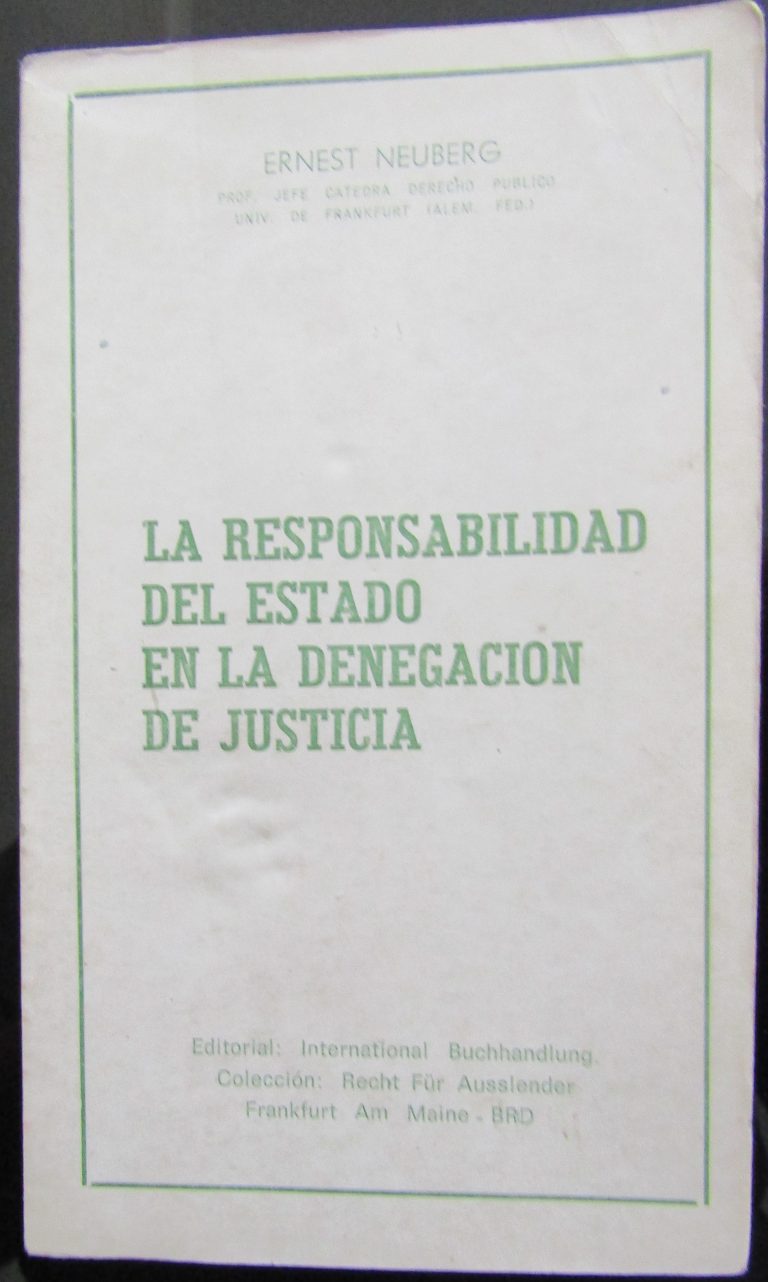 ERNEST NEUBERG
PROF. JEFE CATEDRA DERECHO PUBLICO
UNIV. DE FRANKFURT (ALEM. FED.)
LA RESPONSABILIDAD
DEL ESTADO
EN LA DENEGACION
DE JUSTICIA
Editorial: International Buchhandlung.
Colección: Recht Für Ausslender
Frankfurt Am Maine - BRD